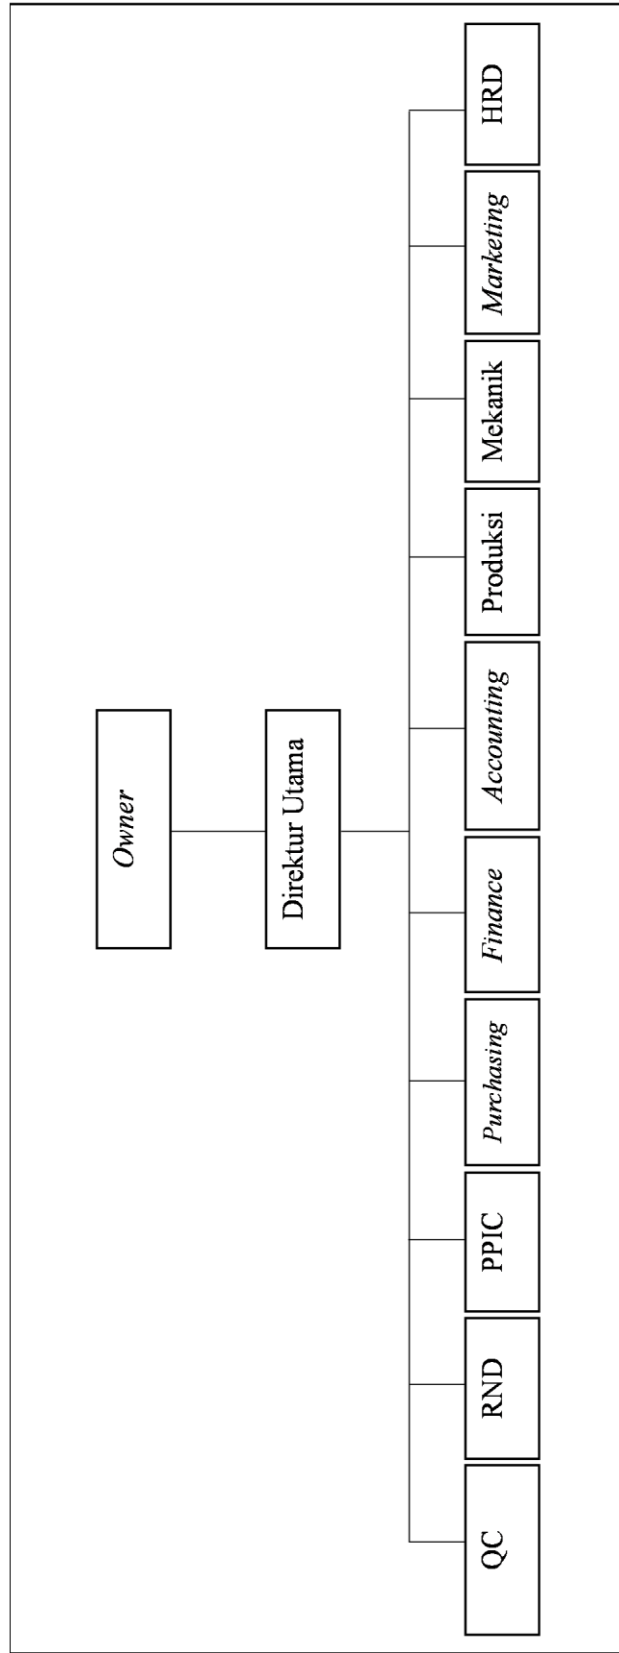 Owner
Direktur Utama
QC
RND
PPIC
Purchasing
Finance
Accounting
Produksi
Mekanik
Marketing
HRD